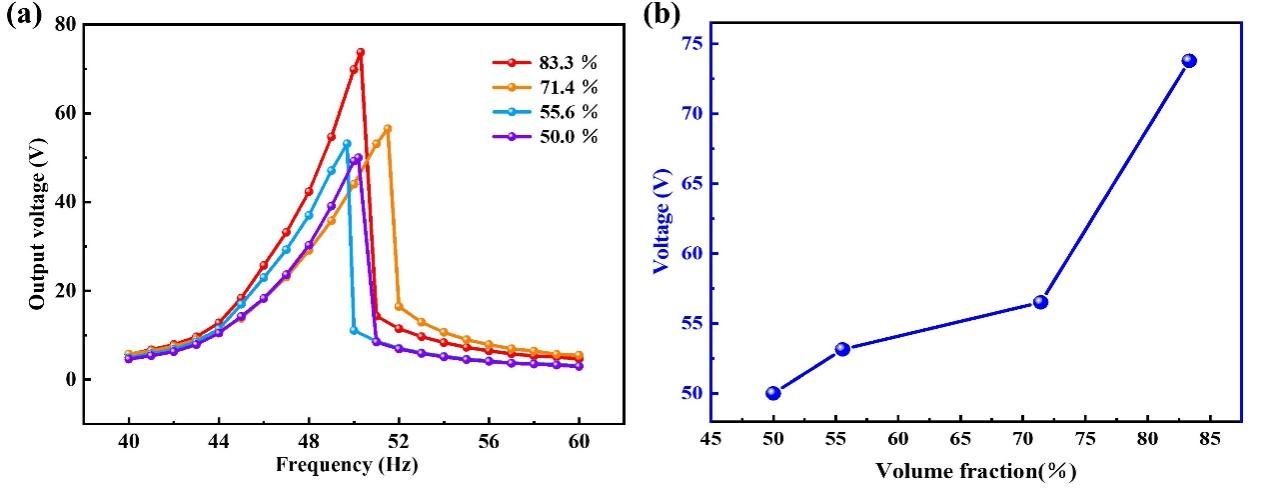 (a)
80
60
40
20
0
Output voltage (V)
83.3 %
71.4 %
55.6 %
50.0 %
40 44 48 52 56 60
Frequency (Hz)
(b)
75
70
65
60
55
50
Voltage (V)
45 50 55 60 65 70 75 80 85
Volume fraction(%)